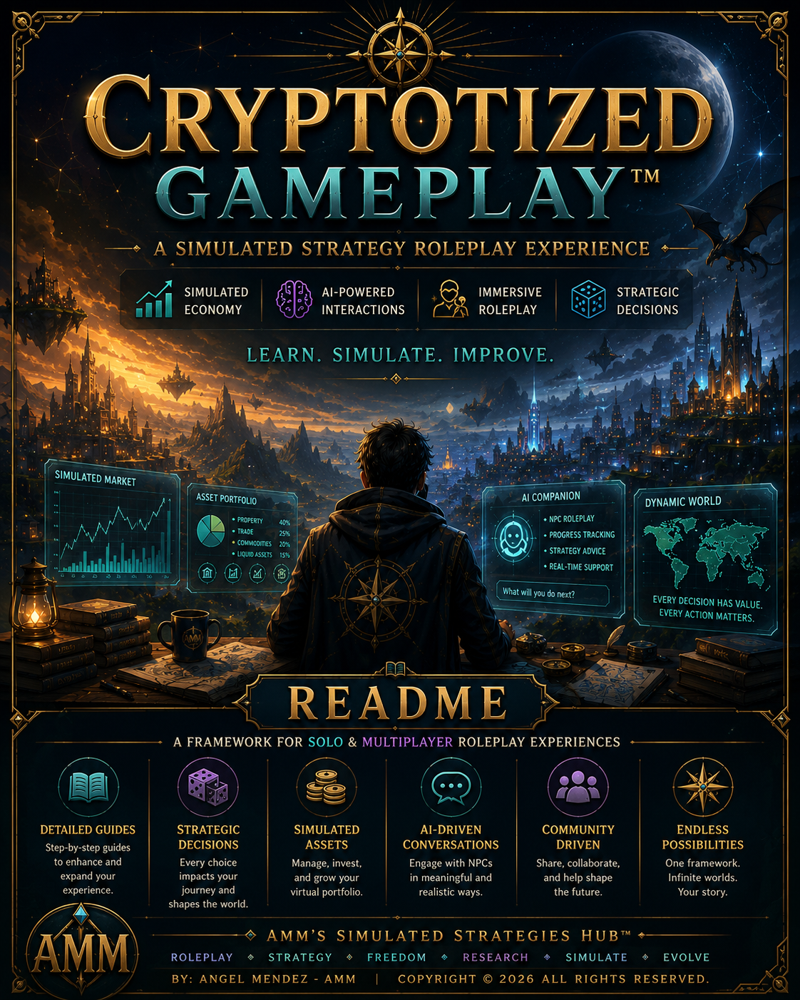 CRYPTOTIZED
GAMEPLAY™
A SIMULATED STRATEGY ROLEPLAY EXPERIENCE
SIMULATED
ECONOMY
AI-POWERED
INTERACTIONS
IMMERSIVE
ROLEPLAY
STRATEGIC
DECISIONS
LEARN. SIMULATE. IMPROVE.
SIMULATED MARKET
ASSET PORTFOLIO
• PROPERTY 40%
• TRADE 25%
• COMMODITIES 20%
• LIQUID ASSETS 15%
AI COMPANION
• NPC ROLEPLAY
• PROGRESS TRACKING
• STRATEGY ADVICE
• REAL-TIME SUPPORT
What will you do next?
DYNAMIC WORLD
EVERY DECISION HAS VALUE.
EVERY ACTION MATTERS.
AMM
README
A FRAMEWORK FOR SOLO & MULTIPLAYER ROLEPLAY EXPERIENCES
DETAILED GUIDES
Step-by-step guides
to enhance and
expand your
experience.
STRATEGIC
DECISIONS
Every choice
impacts your
journey and
shapes the world.
SIMULATED
ASSETS
Manage, invest,
and grow your
virtual portfolio.
AI-DRIVEN
CONVERSATIONS
Engage with NPCs
in meaningful and
realistic ways.
COMMUNITY
DRIVEN
Share, collaborate,
and help shape
the future.
ENDLESS
POSSIBILITIES
One framework.
Infinite worlds.
Your story.
AMM
AMM'S SIMULATED STRATEGIES HUB™
ROLEPLAY ❖ STRATEGY ❖ FREEDOM ❖ RESEARCH ❖ SIMULATE ❖ EVOLVE
BY: ANGEL MENDEZ - AMM | COPYRIGHT © 2026 ALL RIGHTS RESERVED.